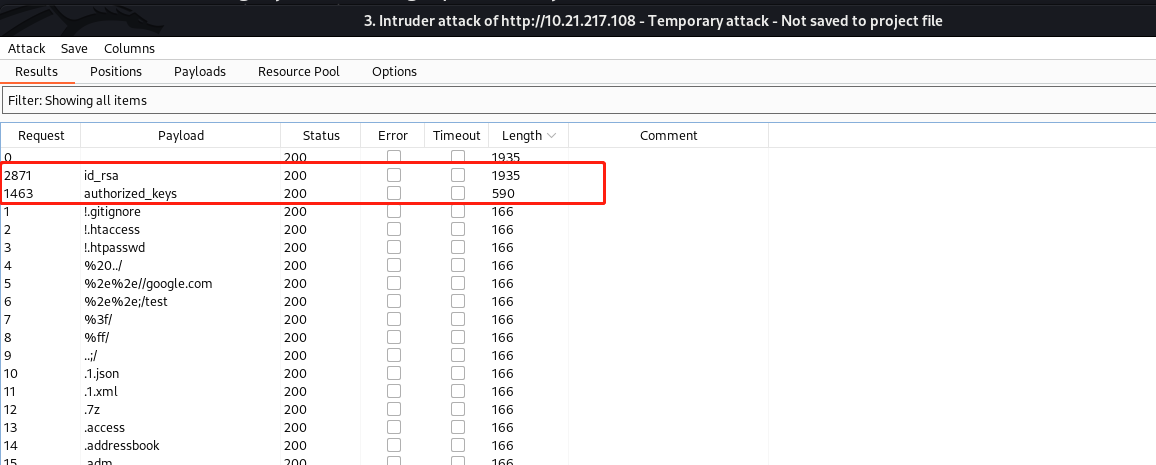 3. Intruder attack of http://10.21.217.108 - Temporary attack - Not saved to project file
Attack Save Columns
Results Positions Payloads Resource Pool Options
Filter: Showing all items
Request Payload Status Error Timeout Length Comment
0 200 1935
2871 id_rsa 200 1935
1463 authorized_keys 200 590
1 !.gitignore 200 166
2 !.htaccess 200 166
3 !.htpasswd 200 166
4 %20../ 200 166
5 %2e%2e//google.com 200 166
6 %2e%2e;/test 200 166
7 %3f/ 200 166
8 %ff/ 200 166
9 ..;/ 200 166
10 .1.json 200 166
11 .1.xml 200 166
12 .7z 200 166
13 .access 200 166
14 .addressbook 200 166
15 .adm 200 166